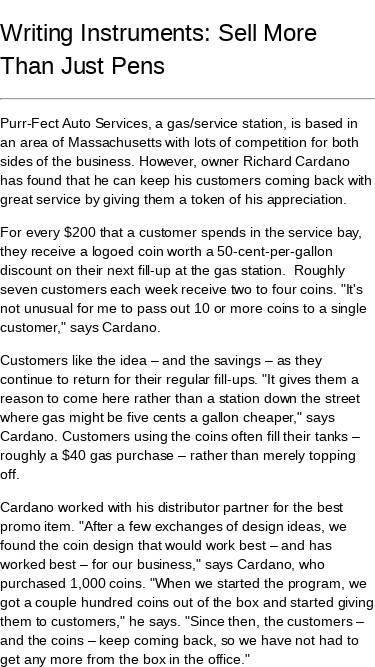 Writing Instruments: Sell More
Than Just Pens
Purr-Fect Auto Services, a gas/service station, is based in
an area of Massachusetts with lots of competition for both
sides of the business. However, owner Richard Cardano
has found that he can keep his customers coming back with
great service by giving them a token of his appreciation.
For every $200 that a customer spends in the service bay,
they receive a logoed coin worth a 50-cent-per-gallon
discount on their next fill-up at the gas station.  Roughly
seven customers each week receive two to four coins. "It's
not unusual for me to pass out 10 or more coins to a single
customer," says Cardano.
Customers like the idea – and the savings – as they
continue to return for their regular fill-ups. "It gives them a
reason to come here rather than a station down the street
where gas might be five cents a gallon cheaper," says
Cardano. Customers using the coins often fill their tanks –
roughly a $40 gas purchase – rather than merely topping
off.
Cardano worked with his distributor partner for the best
promo item. "After a few exchanges of design ideas, we
found the coin design that would work best – and has
worked best – for our business," says Cardano, who
purchased 1,000 coins. "When we started the program, we
got a couple hundred coins out of the box and started giving
them to customers," he says. "Since then, the customers –
and the coins – keep coming back, so we have not had to
get any more from the box in the office."